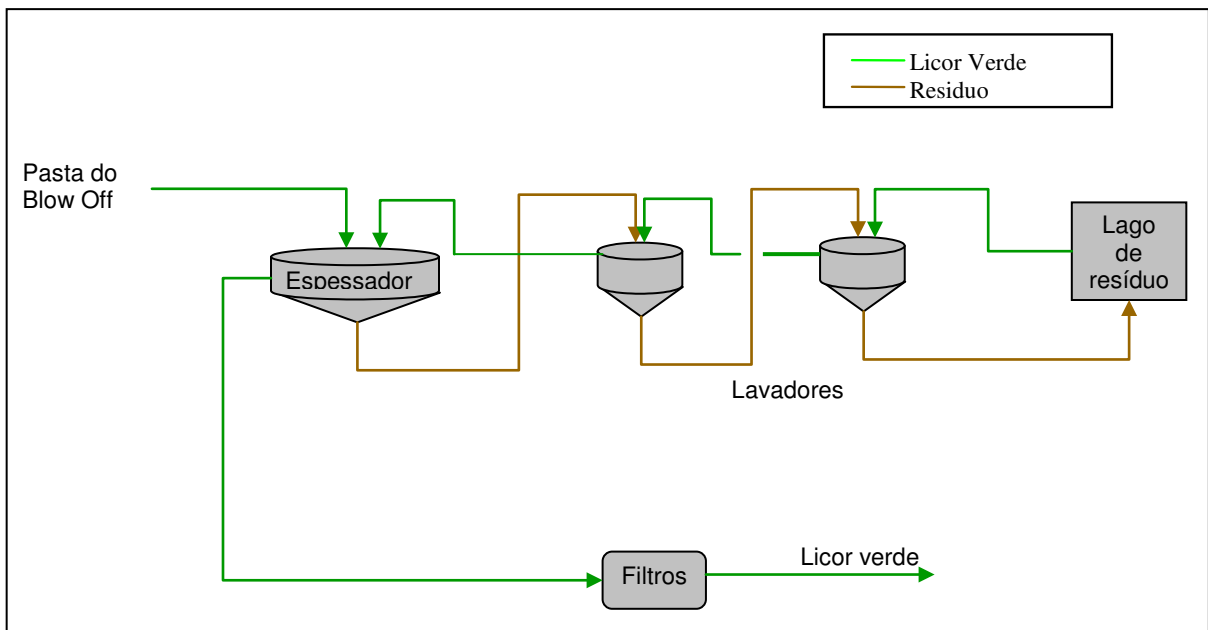 Licor Verde
Residuo
Pasta do
Blow Off
Espessador
Lago
de
resíduo
Lavadores
Filtros
Licor verde